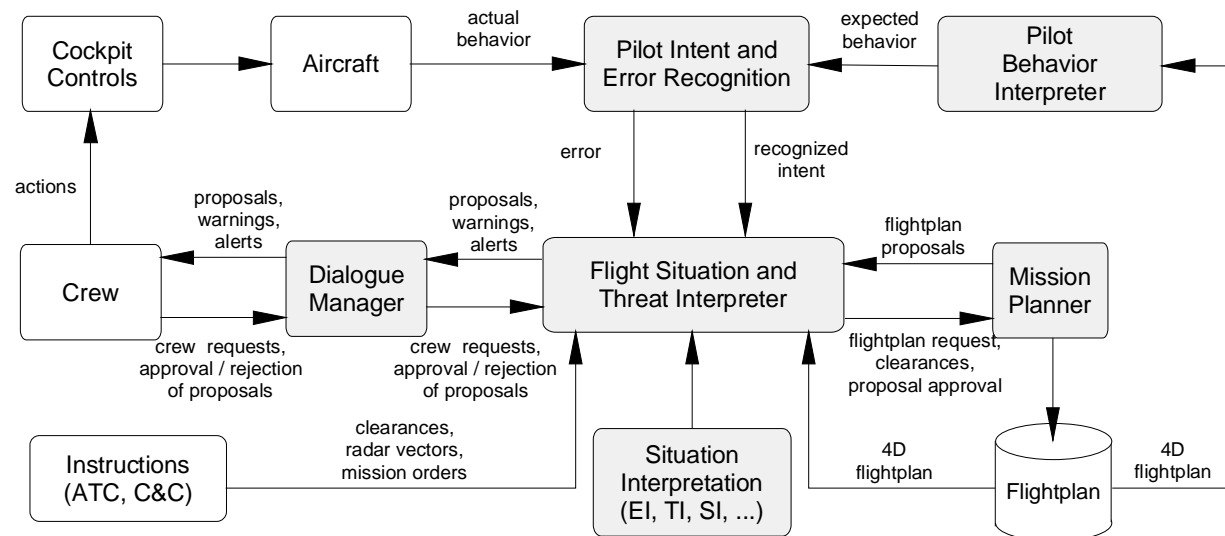 actual
behavior
expected
behavior
Cockpit
Controls
Aircraft
Pilot Intent and
Error Recognition
Pilot
Behavior
Interpreter
error
recognized
intent
actions
proposals,
warnings,
alerts
proposals,
warnings,
alerts
flightplan
proposals
Crew
Dialogue
Manager
Flight Situation and
Threat Interpreter
Mission
Planner
crew requests,
approval / rejection
of proposals
crew requests,
approval / rejection
of proposals
flightplan request,
clearances,
proposal approval
clearances,
radar vectors,
mission orders
Instructions
(ATC, C&C)
Situation
Interpretation
(EI, TI, SI, ...)
4D
flightplan
Flightplan
4D
flightplan